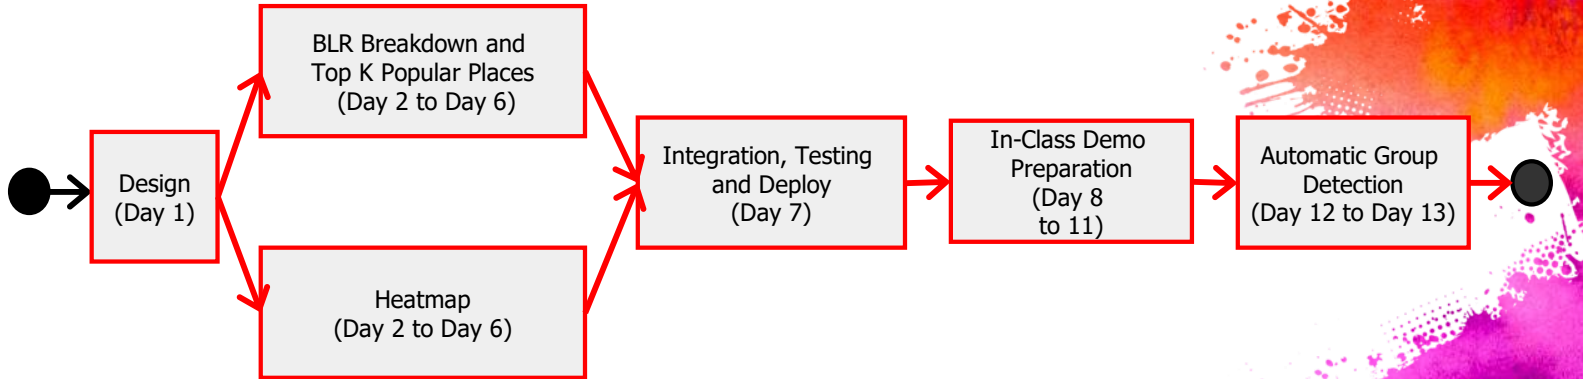 Design
(Day 1)
BLR Breakdown and
Top K Popular Places
(Day 2 to Day 6)
Heatmap
(Day 2 to Day 6)
Integration, Testing
and Deploy
(Day 7)
In-Class Demo
Preparation
(Day 8
to 11)
Automatic Group
Detection
(Day 12 to Day 13)